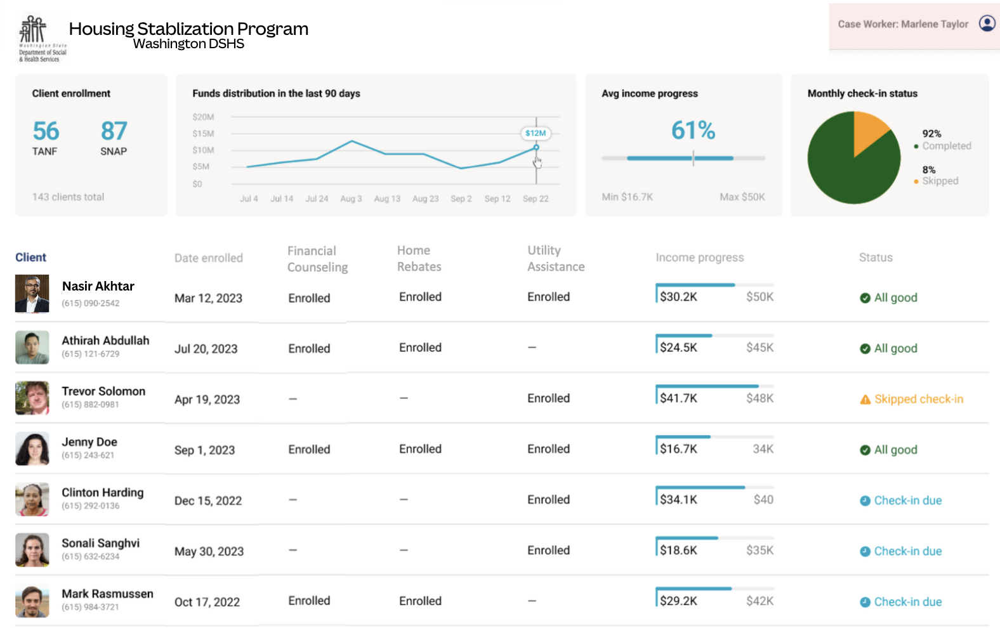 Washington State
Department of Social
& Health Services
Housing Stablization Program
Washington DSHS
Case Worker: Marlene Taylor
Client enrollment
56
87
TANF
SNAP
143 clients total
Funds distribution in the last 90 days
$20M
$15M
$10M
$5M
$0
$12M
Jul 4 Jul 14 Jul 24 Aug 3 Aug 13 Aug 23 Sep 2 Sep 12 Sep 22
Avg income progress
61%
Min $16.7K
Max $50K
Monthly check-in status
92%
Completed
8%
Skipped
Client
Date enrolled
Financial
Counseling
Home
Rebates
Utility
Assistance
Income progress
Status
Nasir Akhtar
(615) 090-2542
Mar 12, 2023 Enrolled Enrolled Enrolled $30.2K $50K All good
Athirah Abdullah
(615) 121-6729
Jul 20, 2023 Enrolled Enrolled – $24.5K $45K All good
Trevor Solomon
(615) 882-0981
Apr 19, 2023 – – Enrolled $41.7K $48K Skipped check-in
Jenny Doe
(615) 243-621
Sep 1, 2023 Enrolled Enrolled Enrolled $16.7K 34K All good
Clinton Harding
(615) 292-0136
Dec 15, 2022 – – Enrolled $34.1K $40 Check-in due
Sonali Sanghvi
(615) 632-6234
May 30, 2023 – – Enrolled $18.6K $35K Check-in due
Mark Rasmussen
(615) 984-3721
Oct 17, 2022 Enrolled Enrolled – $29.2K $42K Check-in due